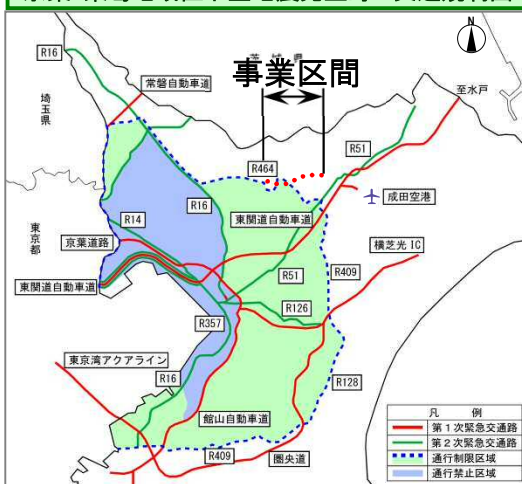 N
R16
常磐自動車道
埼玉県
事業区間
至水戸
R51
R464
成田空港
R14
R16
東関道自動車道
東京都
京葉道路
横芝光 IC
東関道自動車道
R51
R409
R126
R357
東京湾アクアライン
R16
R128
館山自動車道
R409
圏央道
凡 例
第1次緊急交通路
第2次緊急交通路
通行制限区域
通行禁止区域